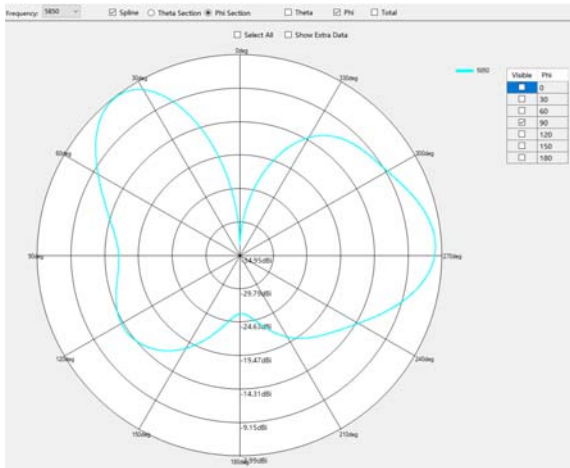 Frequency: 5850 Spline Theta Section Phi Section Theta Phi Total
Select All Show Extra Data
0deg
30deg 330deg
5850
Visible Phi
0
30
60
90
120
150
180
60deg 300deg
90deg 270deg
-34.95dBi
-29.79dBi
-24.63dBi
-19.47dBi
120deg 240deg
-14.31dBi
-9.15dBi
150deg 210deg
180deg